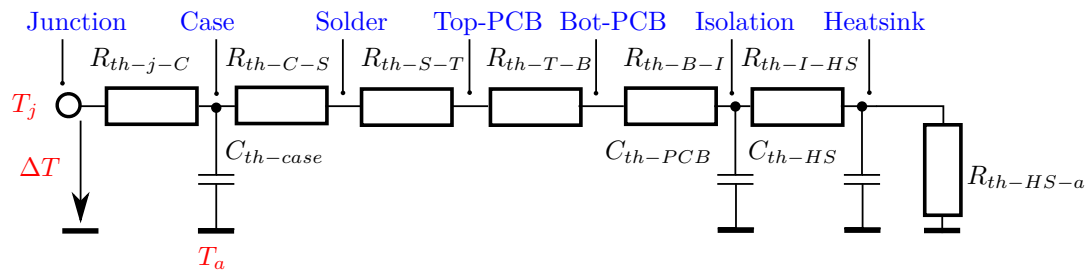 Junction Case Solder Top-PCB Bot-PCB Isolation Heatsink
R_{th-j-C} R_{th-C-S} R_{th-S-T} R_{th-T-B} R_{th-B-I} R_{th-I-HS}
T_j
C_{th-case} C_{th-PCB} C_{th-HS}
ΔT R_{th-HS-a}
T_a